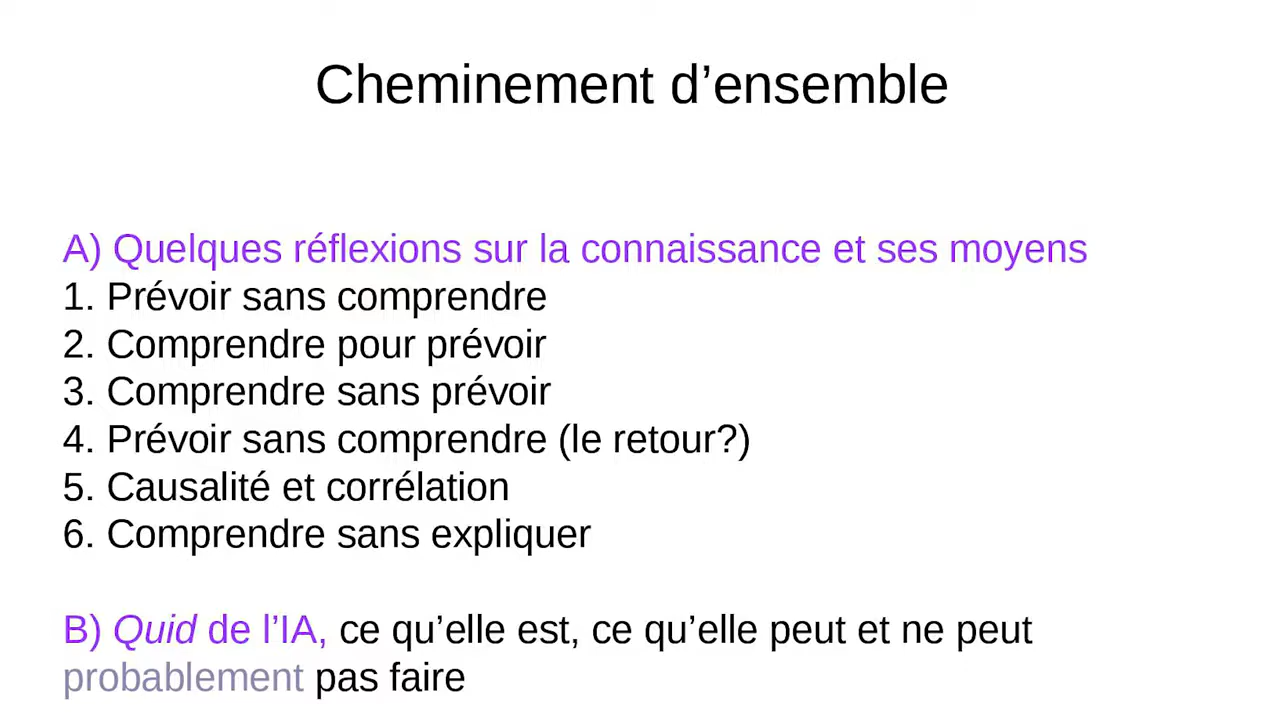 Cheminement d’ensemble
A) Quelques réflexions sur la connaissance et ses moyens
1. Prévoir sans comprendre
2. Comprendre pour prévoir
3. Comprendre sans prévoir
4. Prévoir sans comprendre (le retour?)
5. Causalité et corrélation
6. Comprendre sans expliquer
B) Quid de l’IA, ce qu’elle est, ce qu’elle peut et ne peut
probablement pas faire